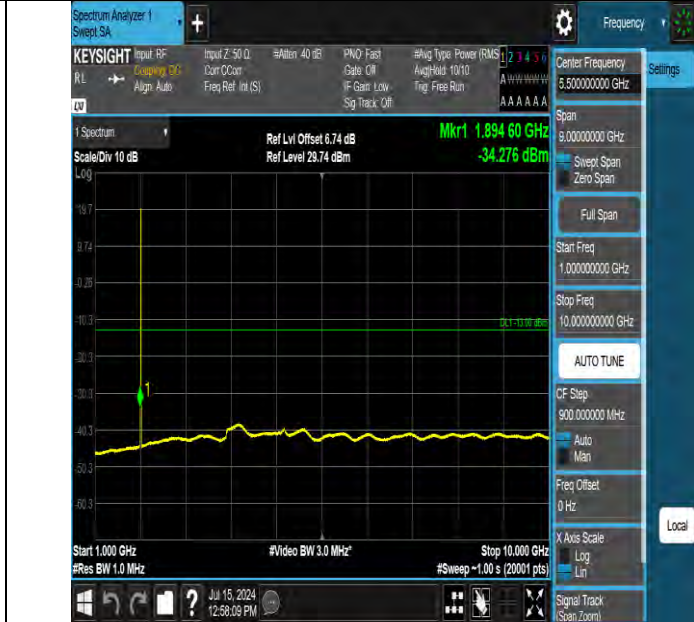 Spectrum Analyzer 1
Swept SA
+
Frequency
KEYSIGHT
RL
LXI
Input: RF
Coupling: DC
Align: Auto
Input Z: 50 Ω
Corr CCorr
Freq Ref: Int (S)
#Atten: 40 dB
PNO: Fast
Gate: Off
IF Gain: Low
Sig Track: Off
#Avg Type: Power (RMS
Avg|Hold: 10/10
Trig: Free Run
1 2 3 4 5 6
A W W W W W
A A A A A A
1 Spectrum
Scale/Div 10 dB
Log
Ref Lvl Offset 6.74 dB
Ref Level 29.74 dBm
Mkr1 1.894 60 GHz
-34.276 dBm
19.7
9.74
-0.26
-10.3
-20.3
-30.3
-40.3
-50.3
-60.3
DL1 -13.00 dBm
1
Start 1.000 GHz
#Res BW 1.0 MHz
#Video BW 3.0 MHz*
Stop 10.000 GHz
#Sweep ~1.00 s (20001 pts)
?
Jul 15, 2024
12:58:09 PM
Center Frequency
5.500000000 GHz
Span
9.00000000 GHz
Swept Span
Zero Span
Full Span
Start Freq
1.000000000 GHz
Stop Freq
10.000000000 GHz
AUTO TUNE
CF Step
900.000000 MHz
Auto
Man
Freq Offset
0 Hz
X Axis Scale
Log
Lin
Signal Track
(Span Zoom)
Settings
Local